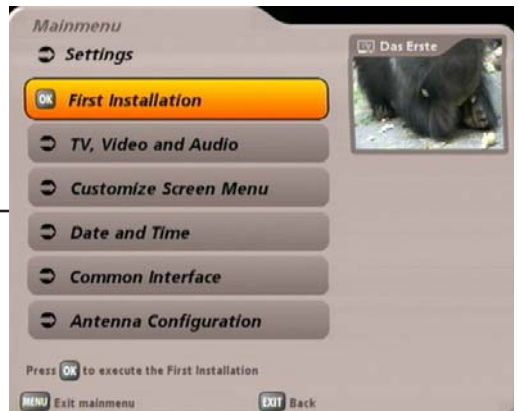 Mainmenu
Settings
TV Das Erste
OK First Installation
TV, Video and Audio
Customize Screen Menu
Date and Time
Common Interface
Antenna Configuration
Press OK to execute the First Installation
MENU Exit mainmenu EXIT Back